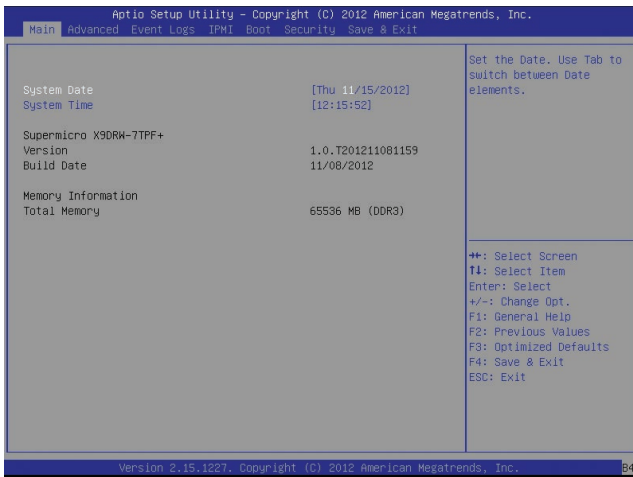 Aptio Setup Utility – Copyright (C) 2012 American Megatrends, Inc.
Main Advanced Event Logs IPMI Boot Security Save & Exit
System Date [Thu 11/15/2012]
System Time [12:15:52]
Supermicro X9DRW-7TPF+
Version 1.0.T201211081159
Build Date 11/08/2012
Memory Information
Total Memory 65536 MB (DDR3)
Set the Date. Use Tab to
switch between Date
elements.
→←: Select Screen
↑↓: Select Item
Enter: Select
+/-: Change Opt.
F1: General Help
F2: Previous Values
F3: Optimized Defaults
F4: Save & Exit
ESC: Exit
Version 2.15.1227. Copyright (C) 2012 American Megatrends, Inc.
B4